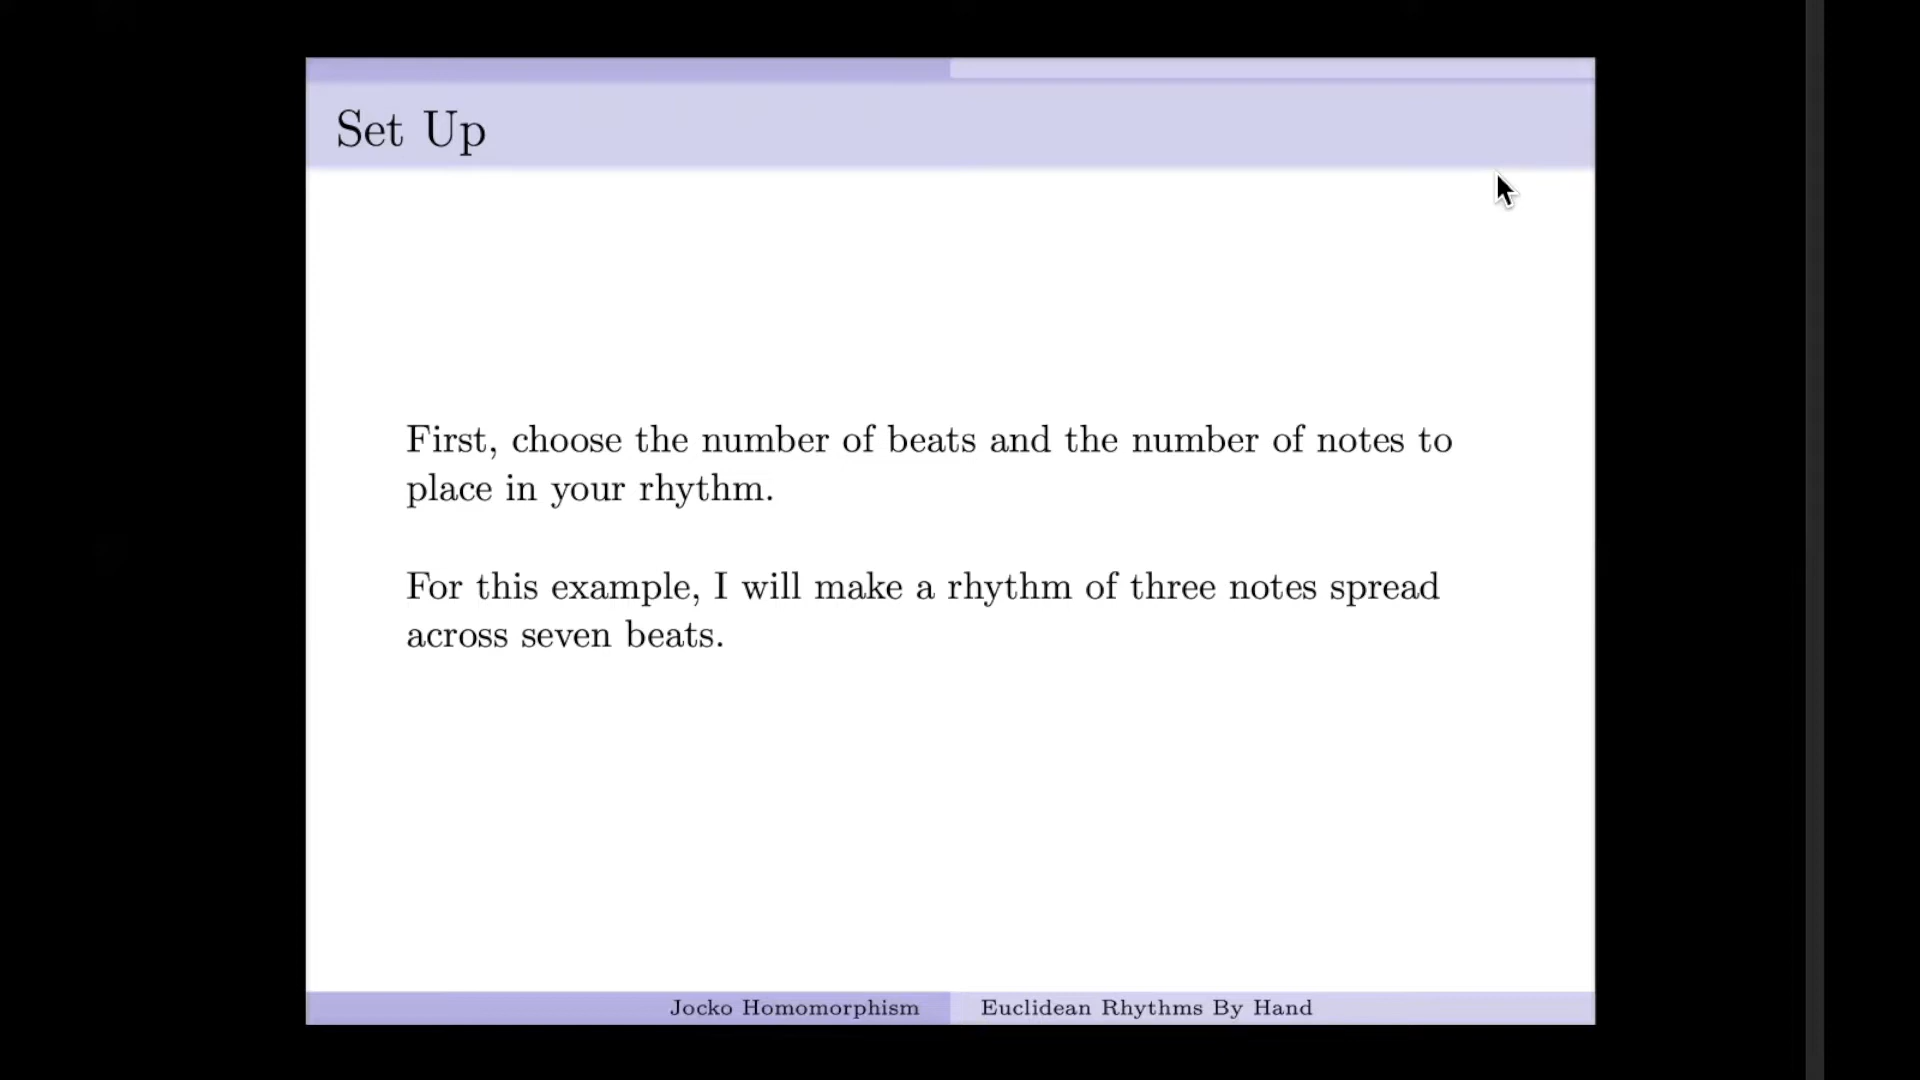 Set Up
First, choose the number of beats and the number of notes to
place in your rhythm.
For this example, I will make a rhythm of three notes spread
across seven beats.
Jocko Homomorphism
Euclidean Rhythms By Hand